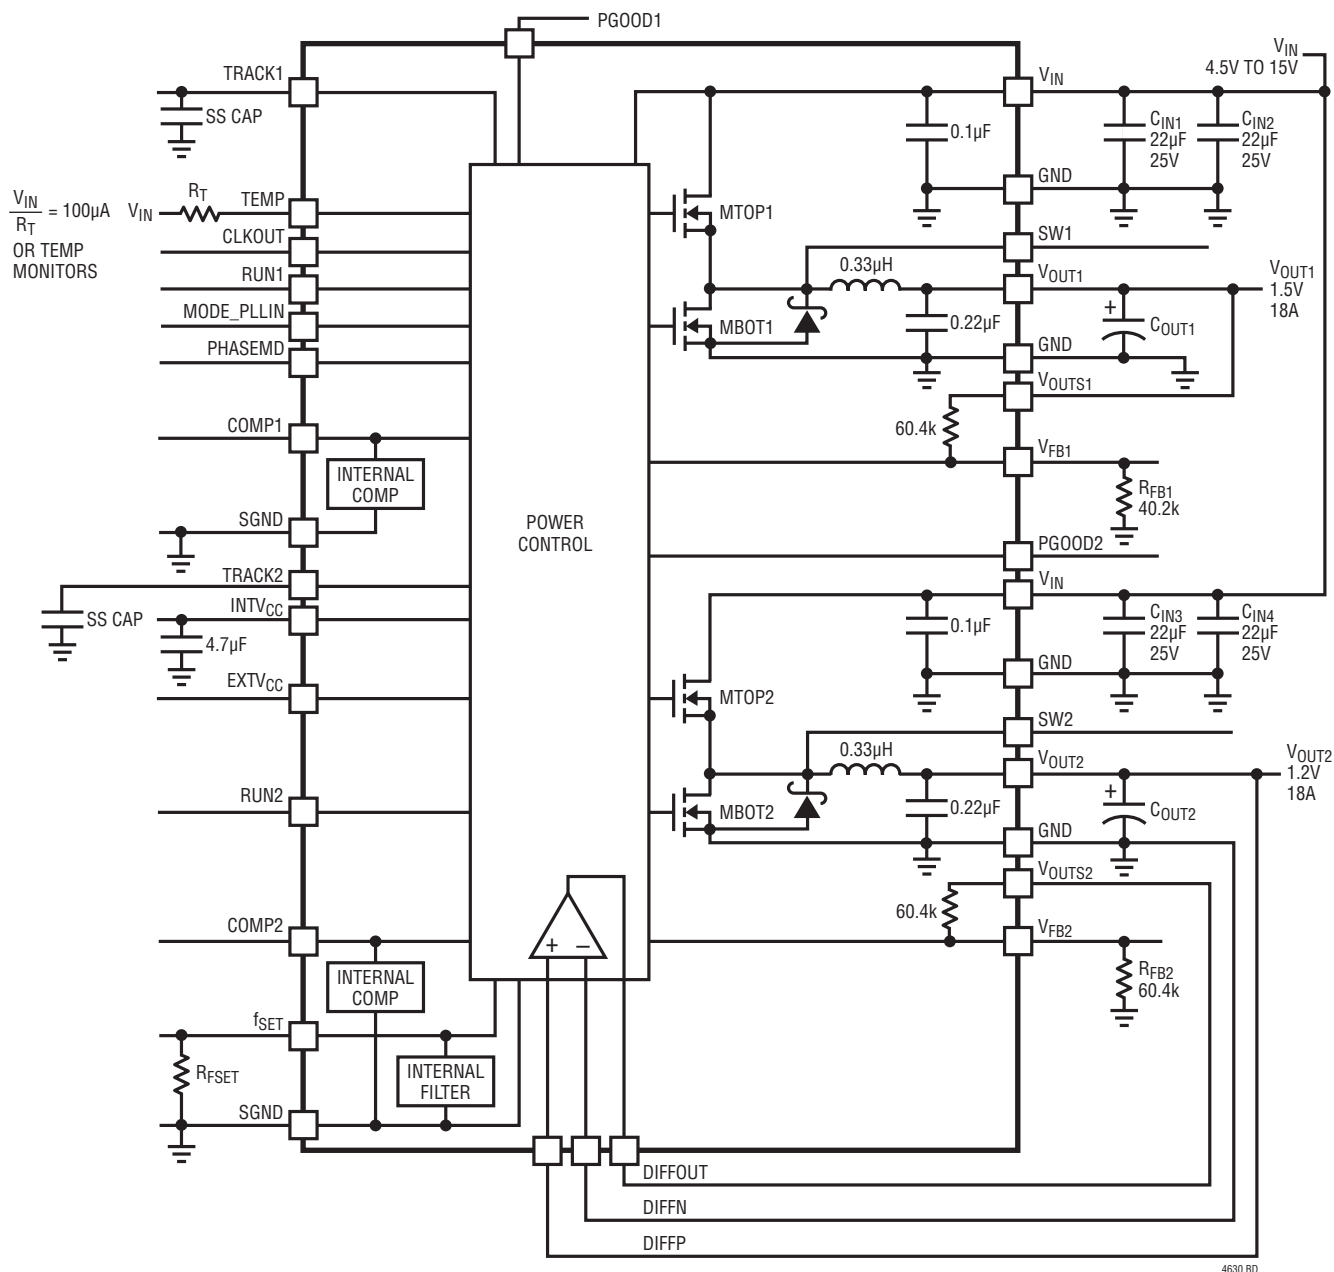 PGOOD1
TRACK1
SS CAP
V_IN
4.5V TO 15V
V_IN
0.1µF
C_IN1
22µF
25V
C_IN2
22µF
25V
GND
V_IN
R_T
= 100µA
OR TEMP
MONITORS
V_IN
R_T
TEMP
CLKOUT
RUN1
MODE_PLLIN
PHASEMD
MTOP1
SW1
0.33µH
V_OUT1
V_OUT1
1.5V
18A
MBOT1
0.22µF
+
C_OUT1
GND
V_OUTS1
60.4k
V_FB1
R_FB1
40.2k
COMP1
INTERNAL
COMP
SGND
POWER
CONTROL
PGOOD2
TRACK2
SS CAP
INTV_CC
4.7µF
EXTV_CC
V_IN
0.1µF
C_IN3
22µF
25V
C_IN4
22µF
25V
GND
MTOP2
SW2
0.33µH
V_OUT2
V_OUT2
1.2V
18A
RUN2
MBOT2
0.22µF
+
C_OUT2
GND
V_OUTS2
60.4k
V_FB2
R_FB2
60.4k
COMP2
INTERNAL
COMP
+ –
f_SET
R_FSET
INTERNAL
FILTER
SGND
DIFFOUT
DIFFN
DIFFP
4630 BD